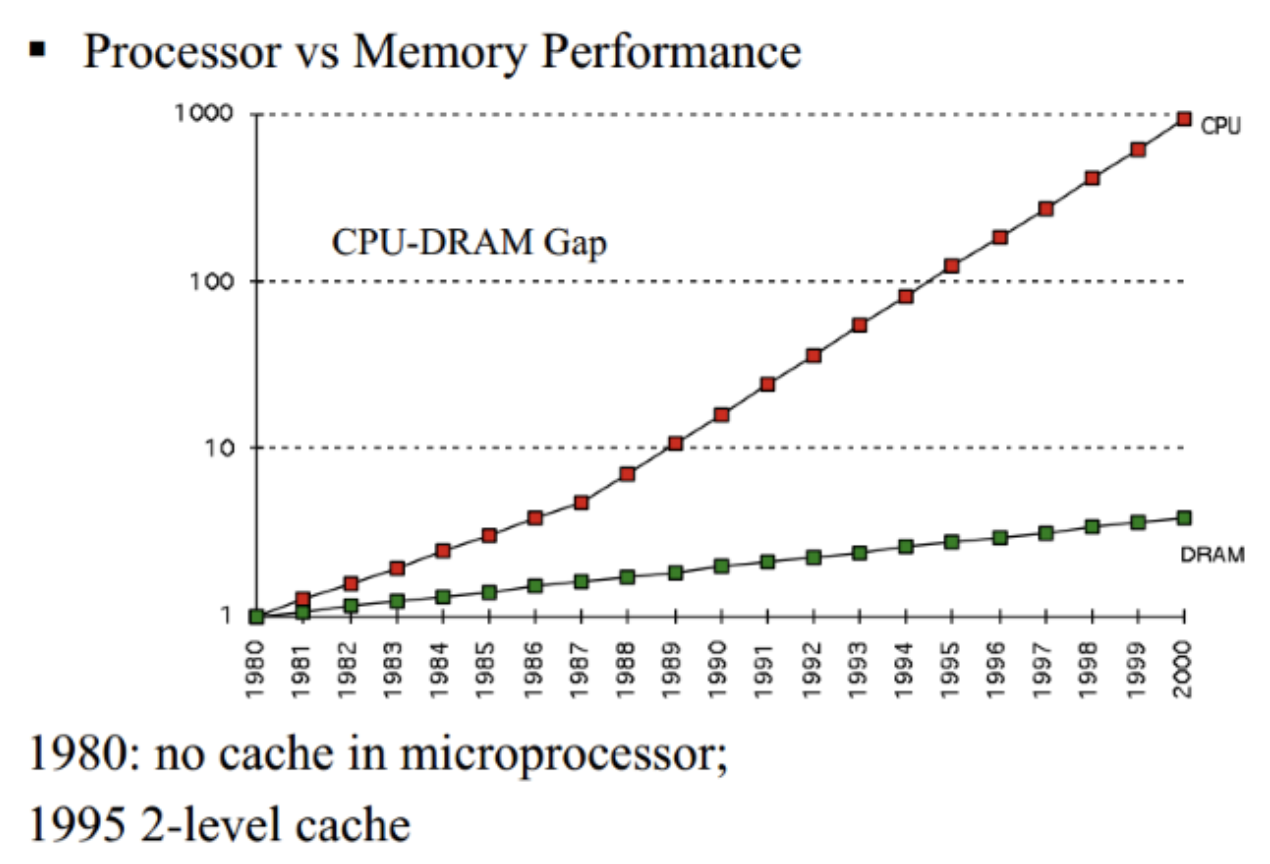 ▪ Processor vs Memory Performance
1000
CPU
CPU-DRAM Gap
100
10
DRAM
1
1980 1981 1982 1983 1984 1985 1986 1987 1988 1989 1990 1991 1992 1993 1994 1995 1996 1997 1998 1999 2000
1980: no cache in microprocessor;
1995 2-level cache